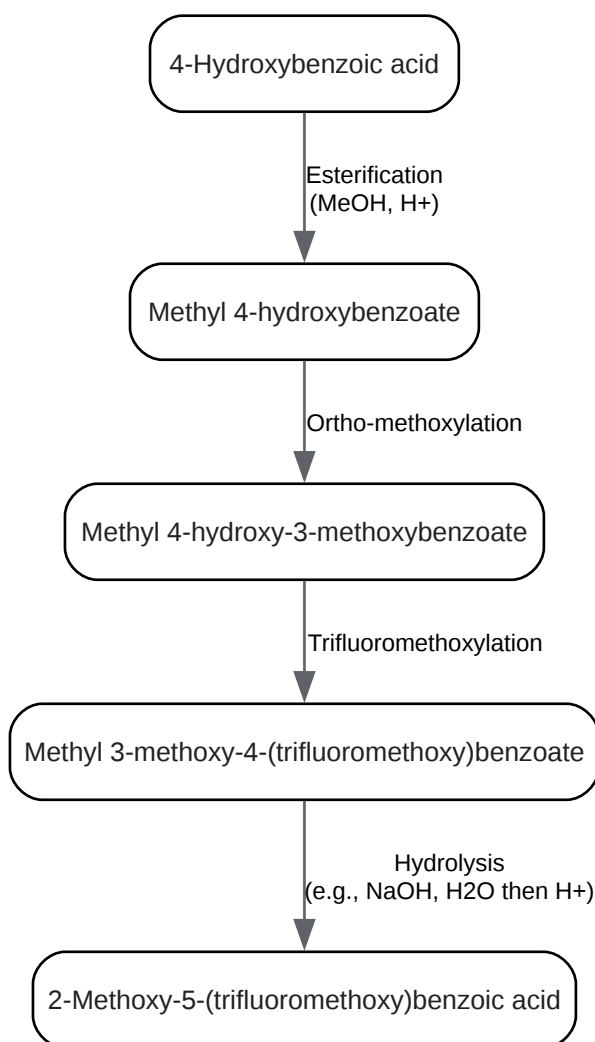 4-Hydroxybenzoic acid
Esterification
(MeOH, H+)
Methyl 4-hydroxybenzoate
Ortho-methoxylation
Methyl 4-hydroxy-3-methoxybenzoate
Trifluoromethoxylation
Methyl 3-methoxy-4-(trifluoromethoxy)benzoate
Hydrolysis
(e.g., NaOH, H2O then H+)
2-Methoxy-5-(trifluoromethoxy)benzoic acid